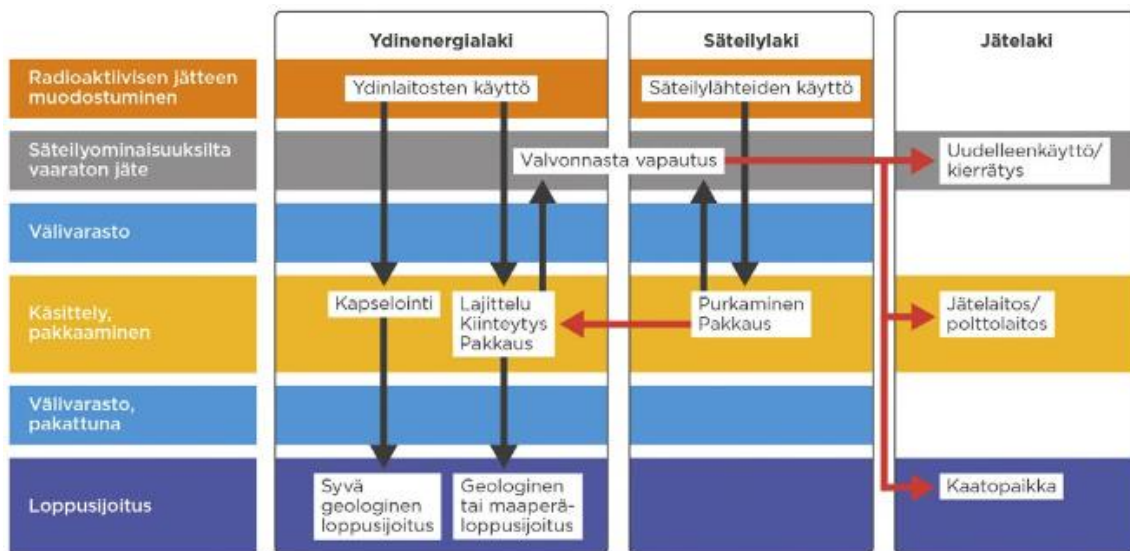 Ydinenergialaki
Säteilylaki
Jätelaki
Radioaktiivisen jätteen
muodostuminen
Ydinlaitosten käyttö
Säteilylähteiden käyttö
Säteilyominaisuuksilta
vaaraton jäte
Valvonnasta vapautus
Uudelleenkäyttö/
kierrätys
Välivarasto
Käsittely,
pakkaaminen
Kapselointi
Lajittelu
Kiinteytys
Pakkaus
Purkaminen
Pakkaus
Jätelaitos/
polttolaitos
Välivarasto,
pakattuna
Loppusijoitus
Syvä
geologinen
loppusijoitus
Geologinen
tai maaperä-
loppusijoitus
Kaatopaikka